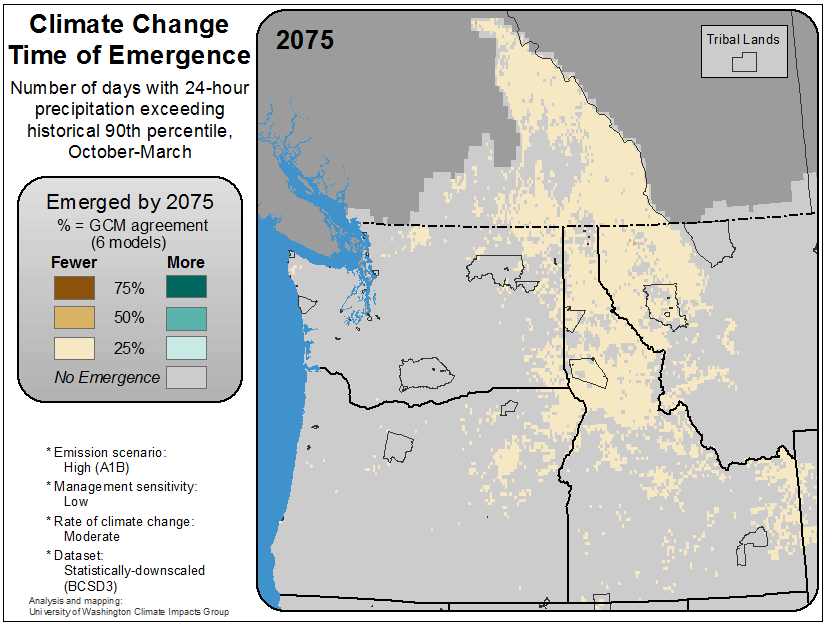 Climate Change
Time of Emergence
Number of days with 24-hour
precipitation exceeding
historical 90th percentile,
October-March
Emerged by 2075
% = GCM agreement
(6 models)
Fewer More
75%
50%
25%
No Emergence
* Emission scenario:
High (A1B)
* Management sensitivity:
Low
* Rate of climate change:
Moderate
* Dataset:
Statistically-downscaled
(BCSD3)
Analysis and mapping:
University of Washington Climate Impacts Group
2075
Tribal Lands